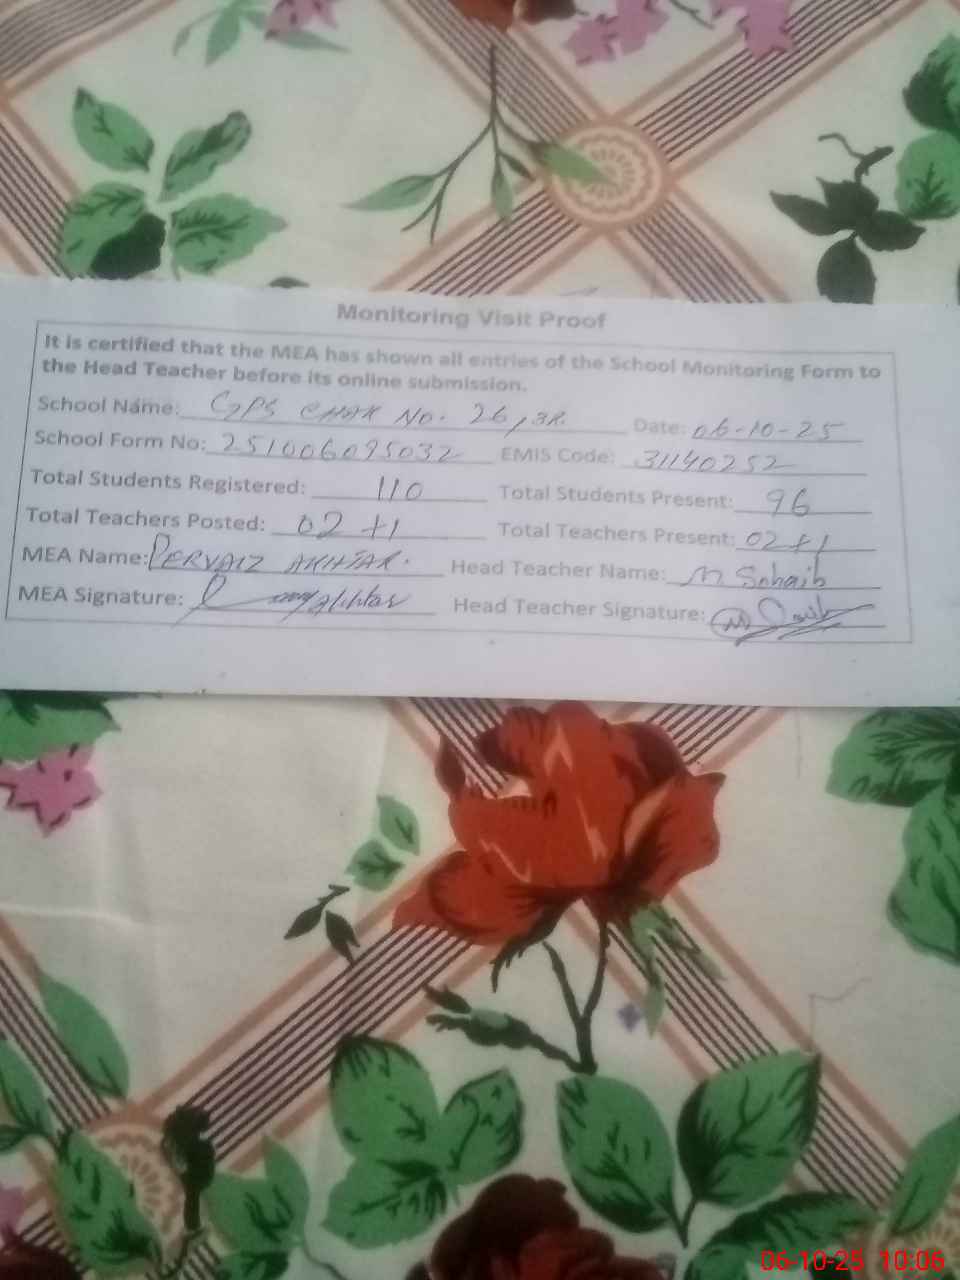 Monitoring Visit Proof
It is certified that the MEA has shown all entries of the School Monitoring Form to
the Head Teacher before its online submission.
School Name: GPS CHAK No. 26/3R. Date: 06-10-25
School Form No: 251006095032 EMIS Code: 31140252
Total Students Registered: 110 Total Students Present: 96
Total Teachers Posted: 02+1 Total Teachers Present: 02+1
MEA Name: PERVAIZ AKHTAR. Head Teacher Name: M Sohaib
MEA Signature: Head Teacher Signature:
06-10-25 10:06